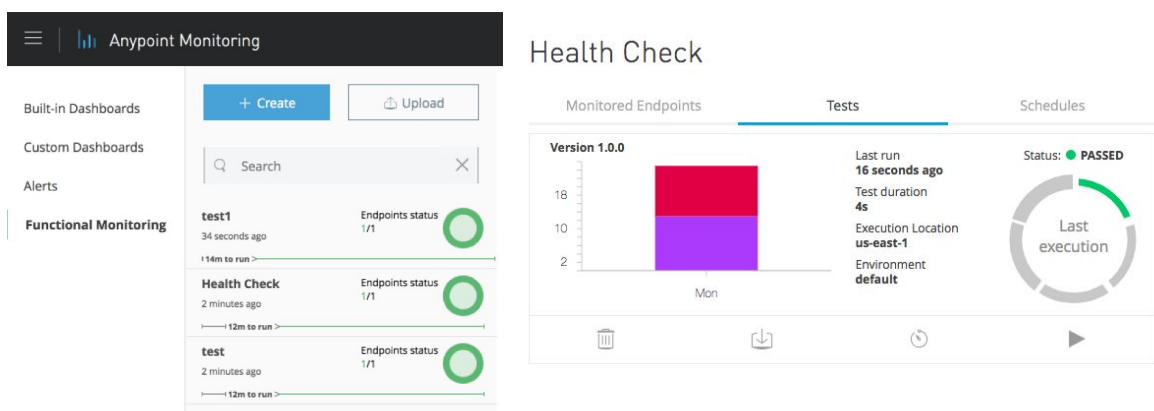 Anypoint Monitoring
Built-in Dashboards
Custom Dashboards
Alerts
Functional Monitoring
+ Create
Upload
Search
test1
34 seconds ago
Endpoints status
1/1
14m to run >
Health Check
2 minutes ago
Endpoints status
1/1
12m to run >
test
2 minutes ago
Endpoints status
1/1
12m to run >
Health Check
Monitored Endpoints
Tests
Schedules
Version 1.0.0
18
10
2
Mon
Last run
16 seconds ago
Test duration
4s
Execution Location
us-east-1
Environment
default
Status: PASSED
Last
execution